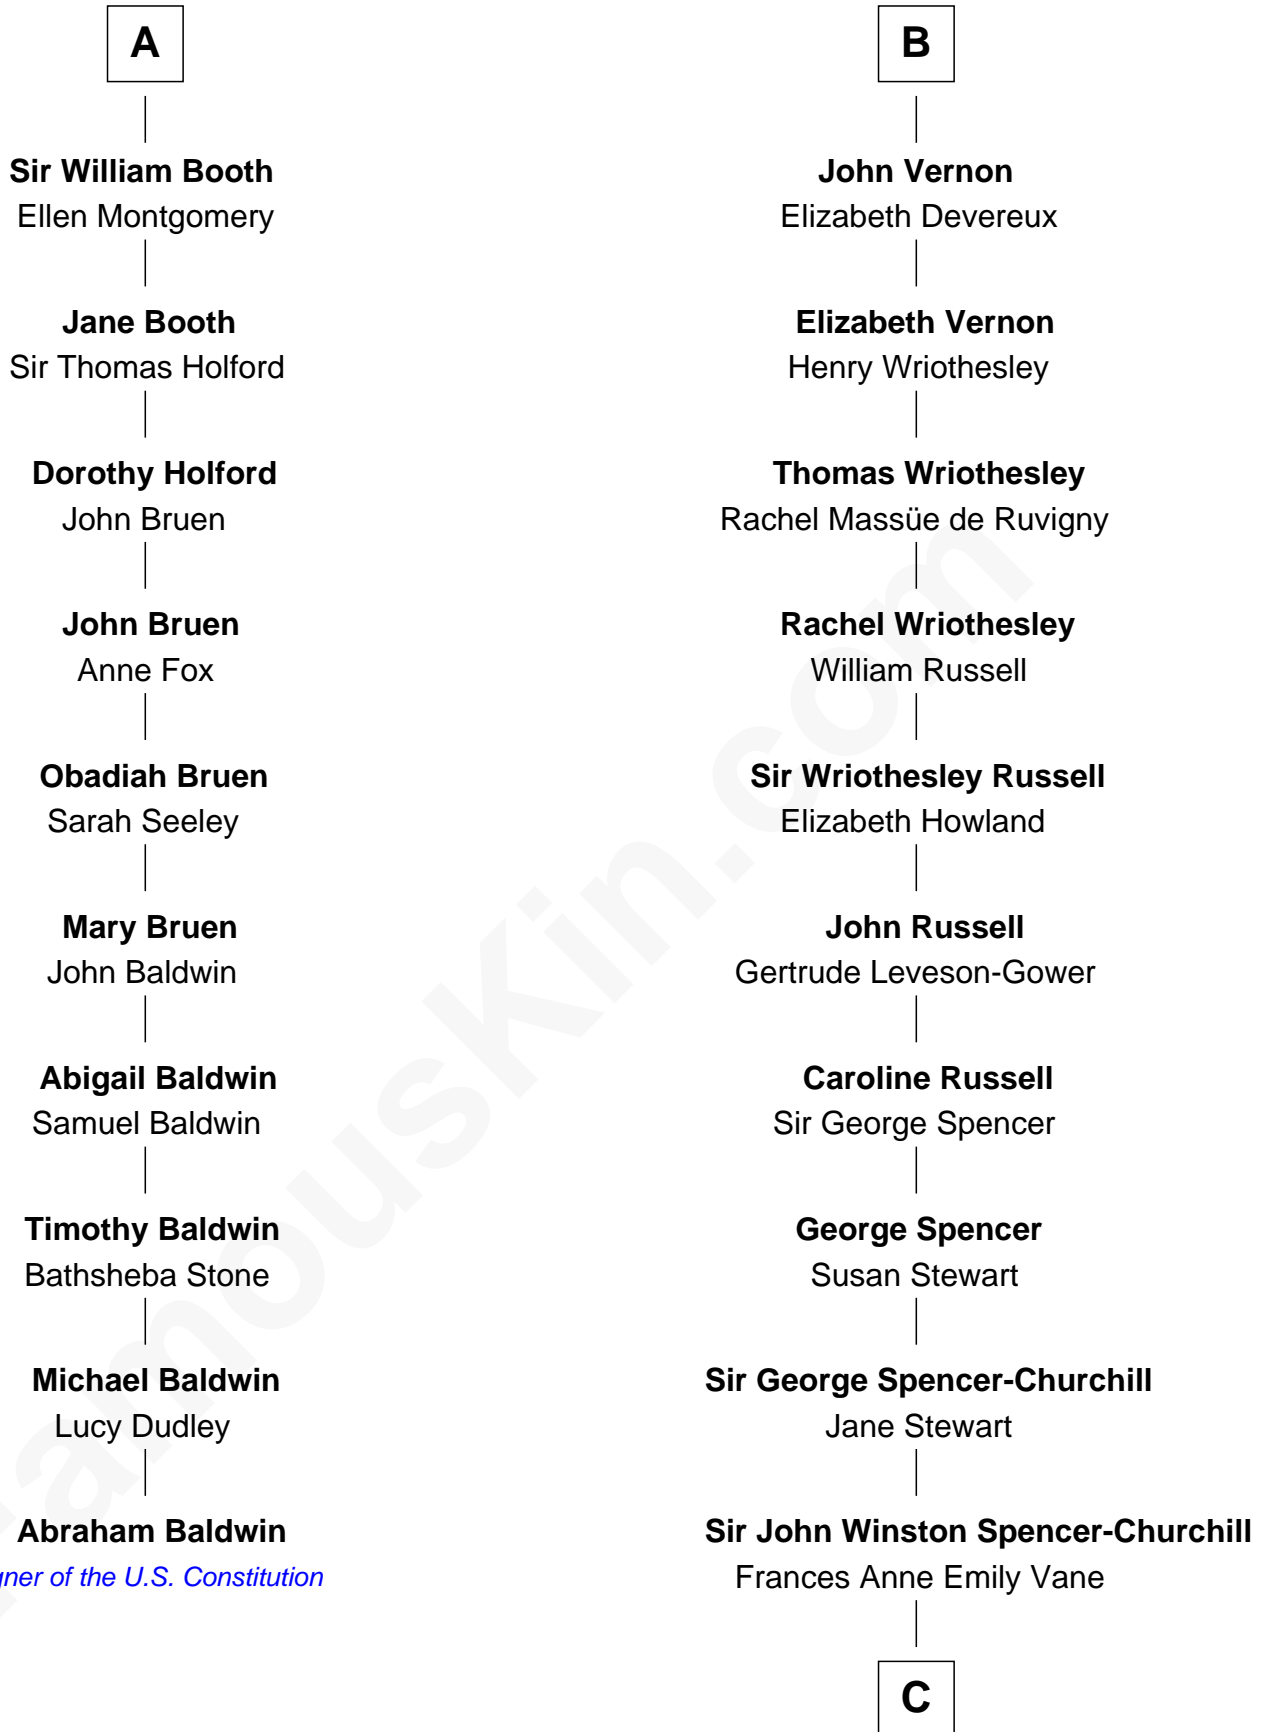 A
Sir William Booth
Ellen Montgomery
Jane Booth
Sir Thomas Holford
Dorothy Holford
John Bruen
John Bruen
Anne Fox
Obadiah Bruen
Sarah Seeley
Mary Bruen
John Baldwin
Abigail Baldwin
Samuel Baldwin
Timothy Baldwin
Bathsheba Stone
Michael Baldwin
Lucy Dudley
Abraham Baldwin
gner of the U.S. Constitution
B
John Vernon
Elizabeth Devereux
Elizabeth Vernon
Henry Wriothesley
Thomas Wriothesley
Rachel Massüe de Ruvigny
Rachel Wriothesley
William Russell
Sir Wriothesley Russell
Elizabeth Howland
John Russell
Gertrude Leveson-Gower
Caroline Russell
Sir George Spencer
George Spencer
Susan Stewart
Sir George Spencer-Churchill
Jane Stewart
Sir John Winston Spencer-Churchill
Frances Anne Emily Vane
C
amousKin.com